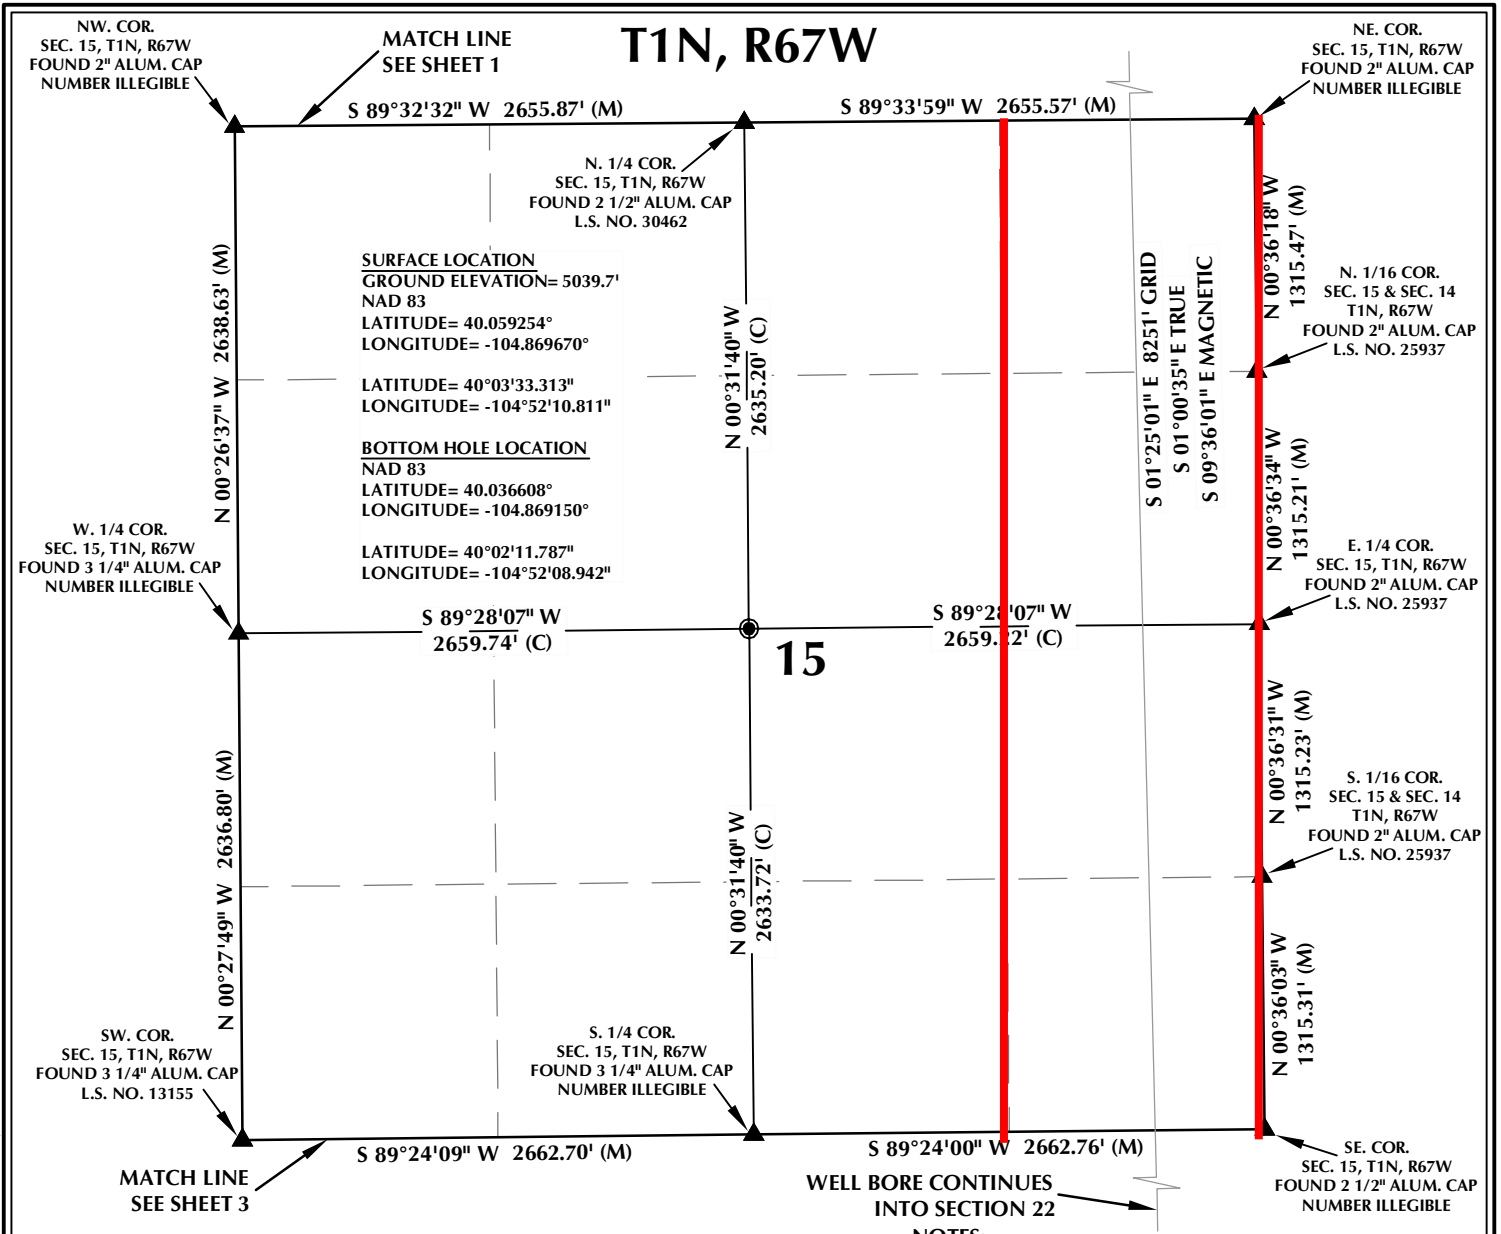 T1N, R67W
NW. COR.
SEC. 15, T1N, R67W
FOUND 2" ALUM. CAP
NUMBER ILLEGIBLE
MATCH LINE
SEE SHEET 1
NE. COR.
SEC. 15, T1N, R67W
FOUND 2" ALUM. CAP
NUMBER ILLEGIBLE
S 89°32'32" W 2655.87' (M)
S 89°33'59" W 2655.57' (M)
N. 1/4 COR.
SEC. 15, T1N, R67W
FOUND 2 1/2" ALUM. CAP
L.S. NO. 30462
N 00°36'18" W
1315.47' (M)
SURFACE LOCATION
GROUND ELEVATION= 5039.7'
NAD 83
LATITUDE= 40.059254°
LONGITUDE= -104.869670°
LATITUDE= 40°03'33.313"
LONGITUDE= -104°52'10.811"
BOTTOM HOLE LOCATION
NAD 83
LATITUDE= 40.036608°
LONGITUDE= -104.869150°
LATITUDE= 40°02'11.787"
LONGITUDE= -104°52'08.942"
N 00°26'37" W 2638.63' (M)
N 00°31'40" W
2635.20' (C)
S 01°25'01" E 8251' GRID
S 01°00'35" E TRUE
S 09°36'01" E MAGNETIC
N. 1/16 COR.
SEC. 15 & SEC. 14
T1N, R67W
FOUND 2" ALUM. CAP
L.S. NO. 25937
N 00°36'34" W
1315.21' (M)
W. 1/4 COR.
SEC. 15, T1N, R67W
FOUND 3 1/4" ALUM. CAP
NUMBER ILLEGIBLE
E. 1/4 COR.
SEC. 15, T1N, R67W
FOUND 2" ALUM. CAP
L.S. NO. 25937
S 89°28'07" W
2659.74' (C)
S 89°28'07" W
2659.22' (C)
15
N 00°27'49" W 2636.80' (M)
N 00°31'40" W
2633.72' (C)
N 00°36'31" W
1315.23' (M)
S. 1/16 COR.
SEC. 15 & SEC. 14
T1N, R67W
FOUND 2" ALUM. CAP
L.S. NO. 25937
N 00°36'03" W
1315.31' (M)
SW. COR.
SEC. 15, T1N, R67W
FOUND 3 1/4" ALUM. CAP
L.S. NO. 13155
S. 1/4 COR.
SEC. 15, T1N, R67W
FOUND 3 1/4" ALUM. CAP
NUMBER ILLEGIBLE
S 89°24'09" W 2662.70' (M)
S 89°24'00" W 2662.76' (M)
SE. COR.
SEC. 15, T1N, R67W
FOUND 2 1/2" ALUM. CAP
NUMBER ILLEGIBLE
MATCH LINE
SEE SHEET 3
WELL BORE CONTINUES
INTO SECTION 22
NOTES: